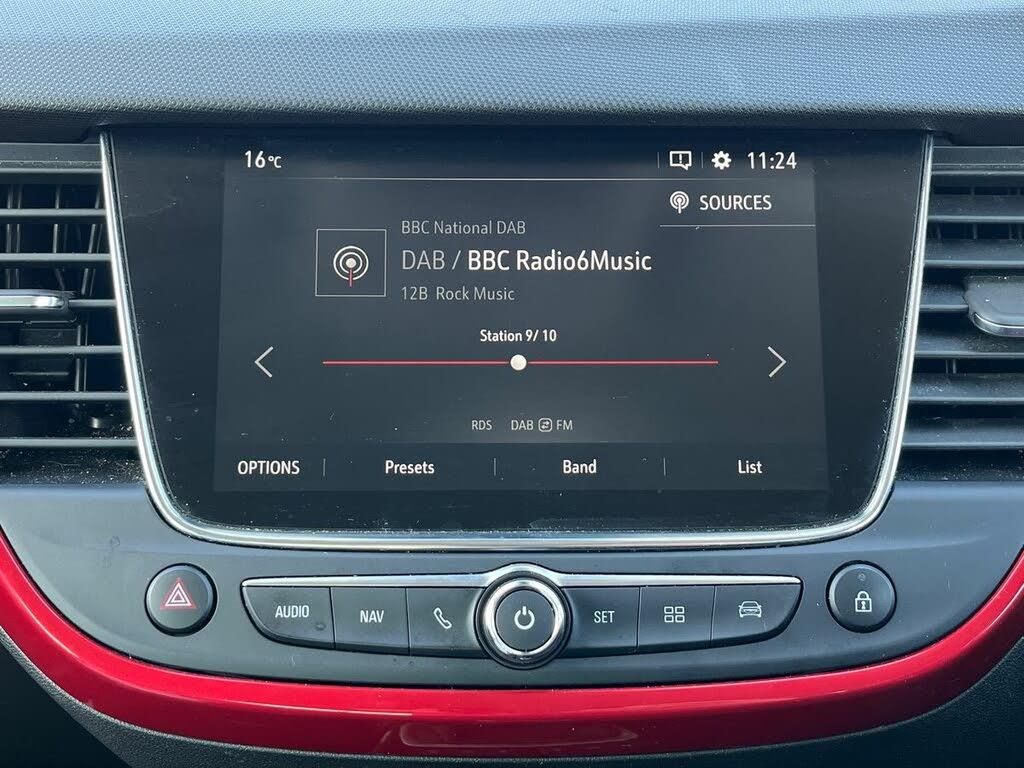 16°C 11:24
SOURCES
BBC National DAB
DAB / BBC Radio6Music
12B Rock Music
Station 9/10
RDS DAB FM
OPTIONS Presets Band List
AUDIO NAV SET